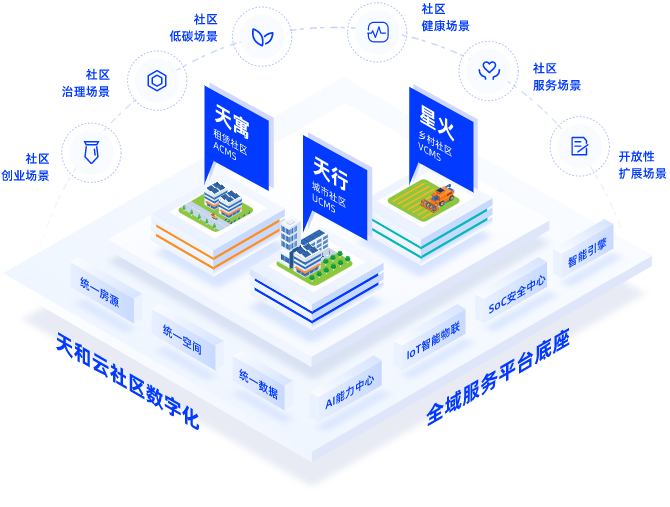 社区
低碳场景
社区
健康场景
社区
治理场景
社区
服务场景
社区
创业场景
开放性
扩展场景
天寓
租赁社区
ACMS
天行
城市社区
UCMS
星火
乡村社区
VCMS
统一房源
统一空间
统一数据
AI能力中心
IoT智能物联
SoC安全中心
智能引擎
天和云社区数字化
全域服务平台底座